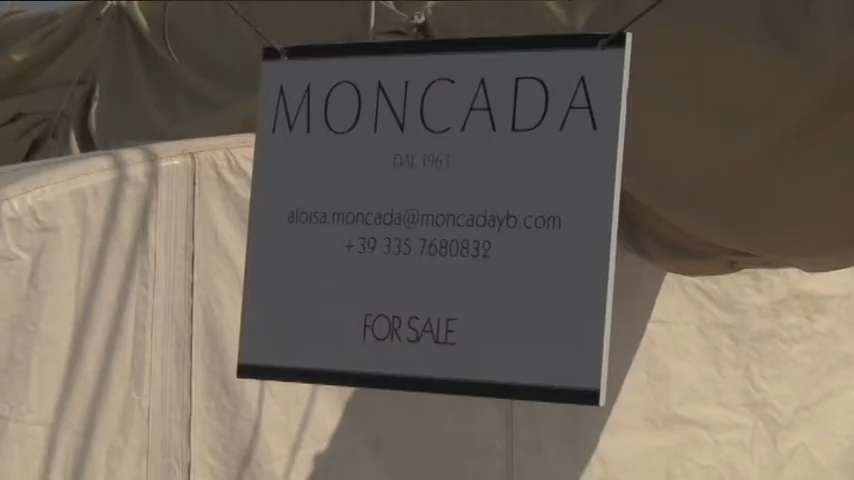 MONCADA
DAL 1963
aloisa.moncada@moncadayb.com
+39 335.7680832
FOR SALE